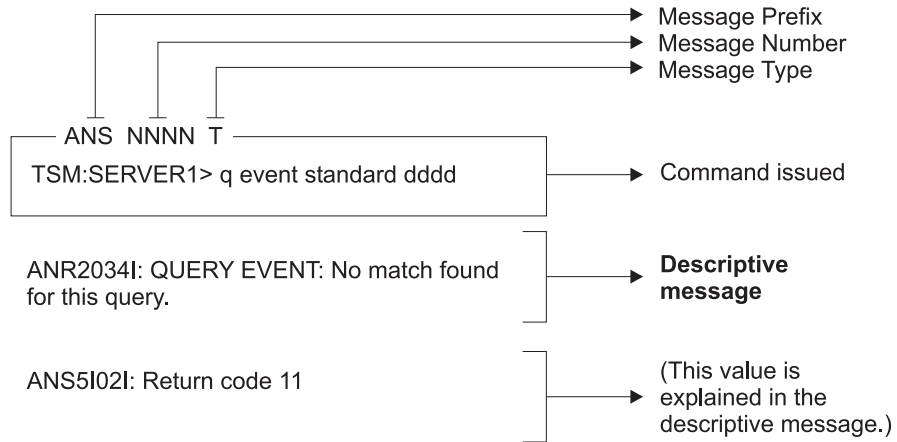 Message Prefix
Message Number
Message Type
ANS NNNN T
TSM:SERVER1> q event standard dddd
Command issued
ANR2034I: QUERY EVENT: No match found
for this query.
Descriptive
message
ANS5I02I: Return code 11
(This value is
explained in the
descriptive message.)